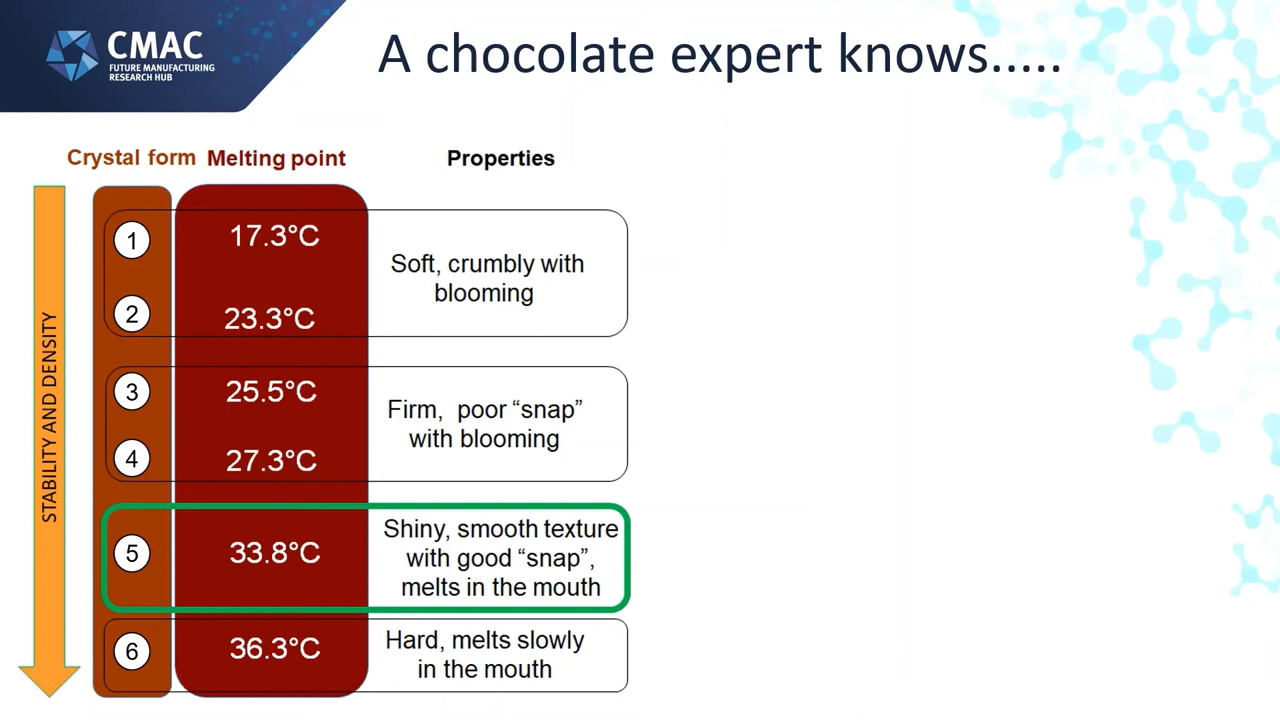 CMAC
FUTURE MANUFACTURING
RESEARCH HUB
A chocolate expert knows.....
Crystal form Melting point Properties
STABILITY AND DENSITY
1 17.3°C
Soft, crumbly with
blooming
2 23.3°C
3 25.5°C
Firm, poor “snap”
with blooming
4 27.3°C
Shiny, smooth texture
5 33.8°C with good “snap”,
melts in the mouth
6 36.3°C Hard, melts slowly
in the mouth